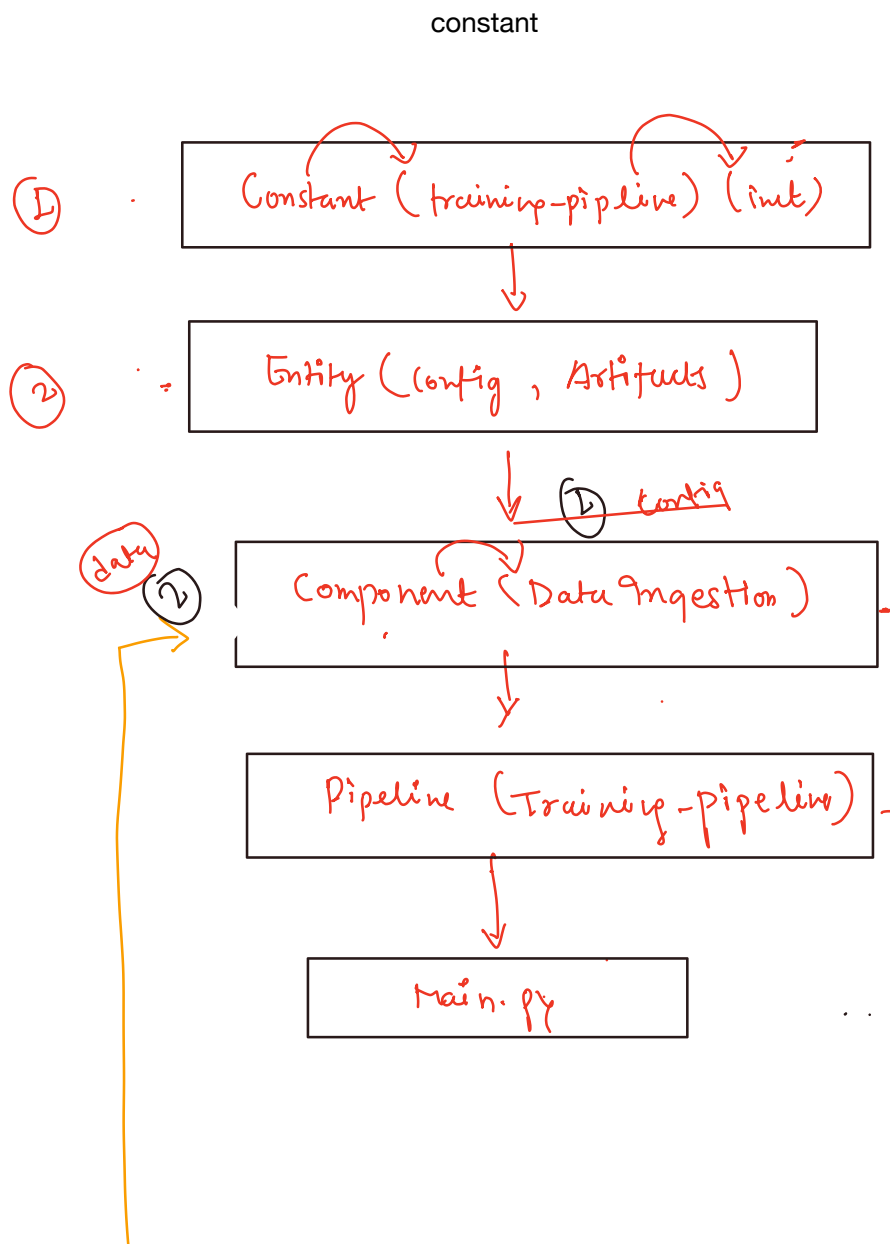 constant
1 Constant (training-pipline) (init)
2 Entity (Config, Artifacts)
1 Config
data
2 Component (Data Ingestion)
Pipeline (Training-pipeline)
Main.py